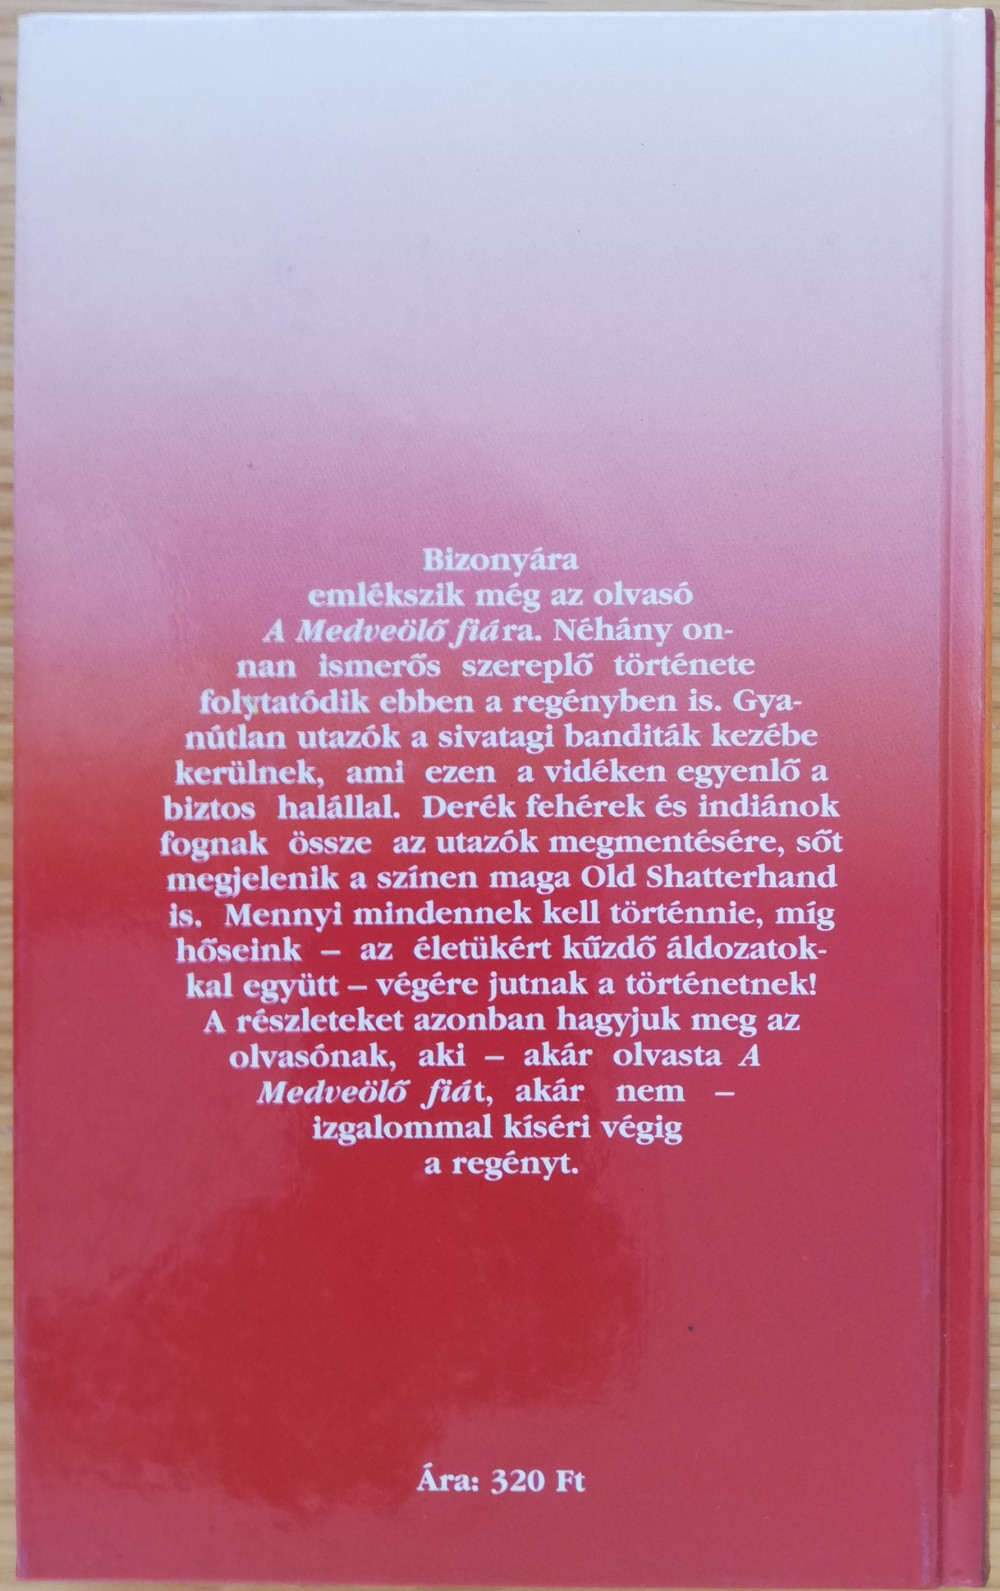 Bizonyára
emlékszik még az olvasó
A Medveölő fiára. Néhány on-
nan ismerős szereplő története
folytatódik ebben a regényben is. Gya-
nútlan utazók a sivatagi banditák kezébe
kerülnek, ami ezen a vidéken egyenlő a
biztos halállal. Derék fehérek és indiánok
fognak össze az utazók megmentésére, sőt
megjelenik a színen maga Old Shatterhand
is. Mennyi mindennek kell történnie, míg
hőseink – az életükért kűzdő áldozatok-
kal együtt – végére jutnak a történetnek!
A részleteket azonban hagyjuk meg az
olvasónak, aki – akár olvasta A
Medveölő fiát, akár nem –
izgalommal kíséri végig
a regényt.
Ára: 320 Ft